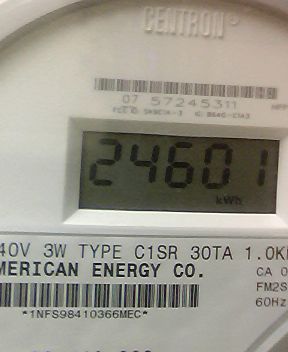 CENTRON®
07 57245311
24601
kWh
40V 3W TYPE C1SR 30TA 1.0K
MERICAN ENERGY CO.
CA 0
FM2S
60Hz
*1NFS98410366MEC*